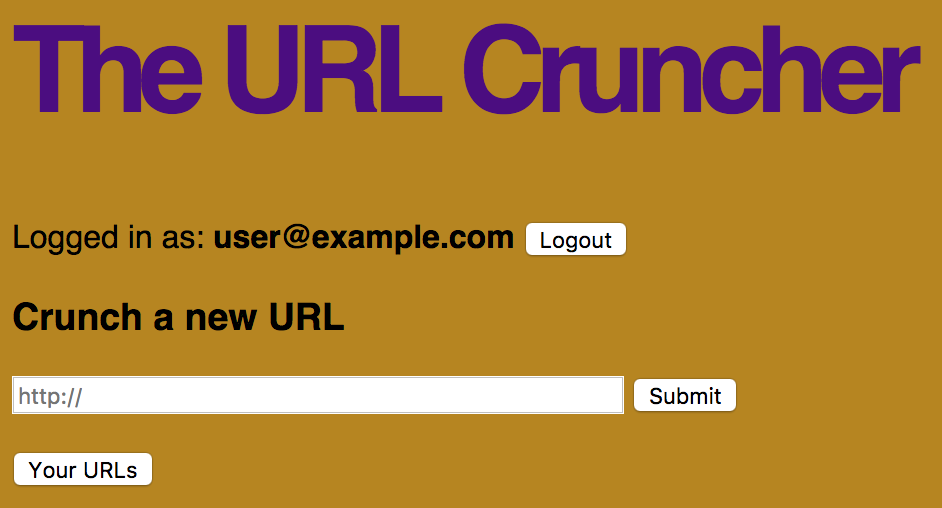 The URL Cruncher
Logged in as: user@example.com Logout
Crunch a new URL
http:// Submit
Your URLs